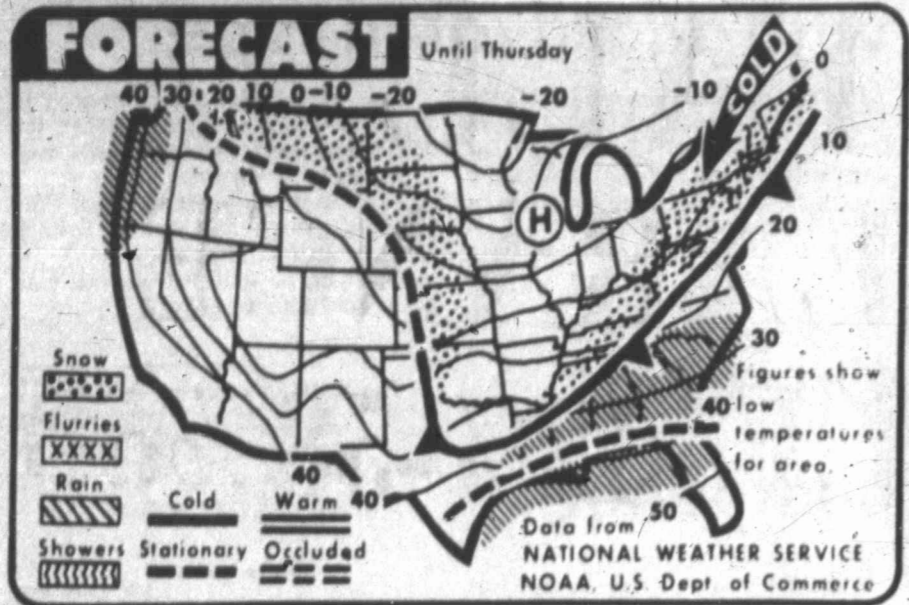 FORECAST
Until Thursday
COLD
40 30 20 10 0 -10 -20 -20 -10 0
10
H
20
30
Snow
Figures show
40 low
Flurries
temperatures
XXXX
for area.
40
Rain
40
Cold Warm
50
Data from
Showers Stationary Occluded
NATIONAL WEATHER SERVICE
NOAA, U.S. Dept. of Commerce